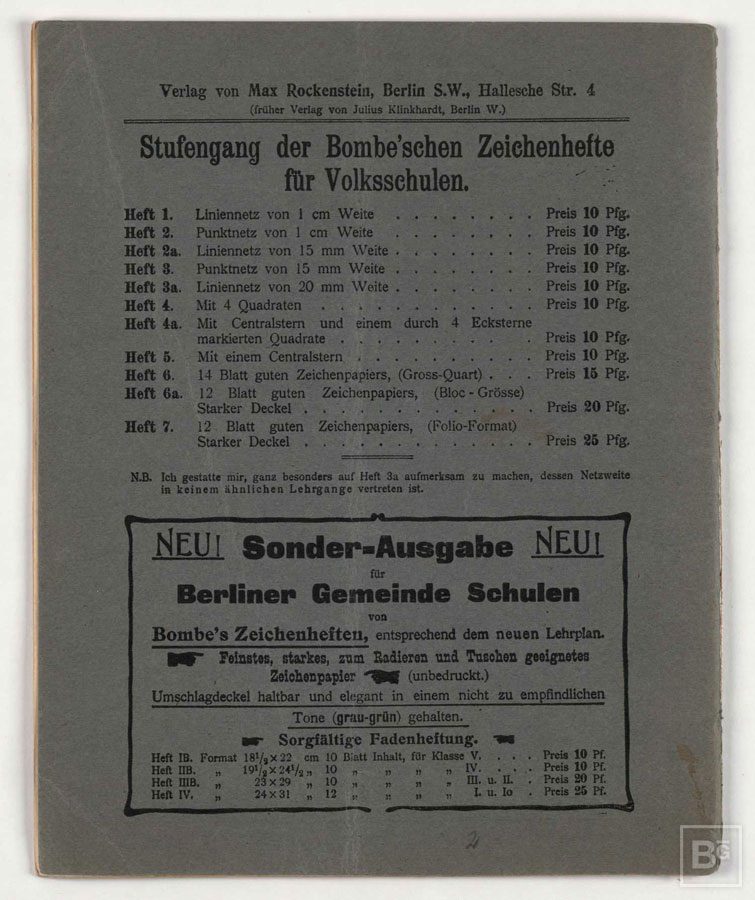 Verlag von Max Rockenstein, Berlin S.W., Hallesche Str. 4
(früher Verlag von Julius Klinkhardt, Berlin W.)
Stufengang der Bombe'schen Zeichenhefte
für Volksschulen.
Heft 1. Liniennetz von 1 cm Weite . . . . . . . . Preis 10 Pfg.
Heft 2. Punktnetz von 1 cm Weite . . . . . . . . Preis 10 Pfg.
Heft 2a. Liniennetz von 15 mm Weite . . . . . . . . Preis 10 Pfg.
Heft 3. Punktnetz von 15 mm Weite . . . . . . . . Preis 10 Pfg.
Heft 3a. Liniennetz von 20 mm Weite . . . . . . . . Preis 10 Pfg.
Heft 4. Mit 4 Quadraten . . . . . . . . . . . Preis 10 Pfg.
Heft 4a. Mit Centralstern und einem durch 4 Ecksterne
markierten Quadrate . . . . . . . . . . Preis 10 Pfg.
Heft 5. Mit einem Centralstern . . . . . . . . . Preis 10 Pfg.
Heft 6. 14 Blatt guten Zeichenpapiers, (Gross-Quart) . . . Preis 15 Pfg.
Heft 6a. 12 Blatt guten Zeichenpapiers, (Bloc-Grösse)
Starker Deckel . . . . . . . . . . . . Preis 20 Pfg.
Heft 7. 12 Blatt guten Zeichenpapiers, (Folio-Format)
Starker Deckel . . . . . . . . . . . . Preis 25 Pfg.
N.B. Ich gestatte mir, ganz besonders auf Heft 3a aufmerksam zu machen, dessen Netzweite
in keinem ähnlichen Lehrgange vertreten ist.
NEU! Sonder-Ausgabe NEU!
für
Berliner Gemeinde Schulen
von
Bombe's Zeichenheften, entsprechend dem neuen Lehrplan.
Feinstes, starkes, zum Radieren und Tuschen geeignetes
Zeichenpapier (unbedruckt.)
Umschlagdeckel haltbar und elegant in einem nicht zu empfindlichen
Tone (grau-grün) gehalten.
Sorgfältige Fadenheftung.
Heft IB. Format 18½ × 22 cm 10 Blatt Inhalt, für Klasse V. . . . Preis 10 Pf.
Heft IIB. „ 19½ × 24½ „ 10 „ „ „ „ IV. . . . Preis 10 Pf.
Heft IIIB. „ 23 × 29 „ 10 „ „ „ „ III. u. II. . Preis 20 Pf.
Heft IV. „ 24 × 31 „ 12 „ „ „ „ I. u. Io . Preis 25 Pf.
2
BG